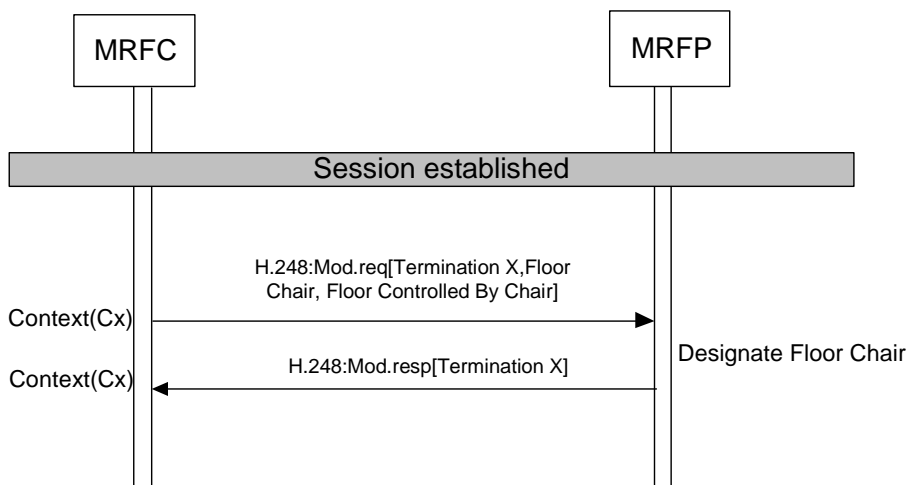 MRFC
MRFP
Session established
H.248:Mod.req[Termination X,Floor
Chair, Floor Controlled By Chair]
Context(Cx)
Designate Floor Chair
H.248:Mod.resp[Termination X]
Context(Cx)